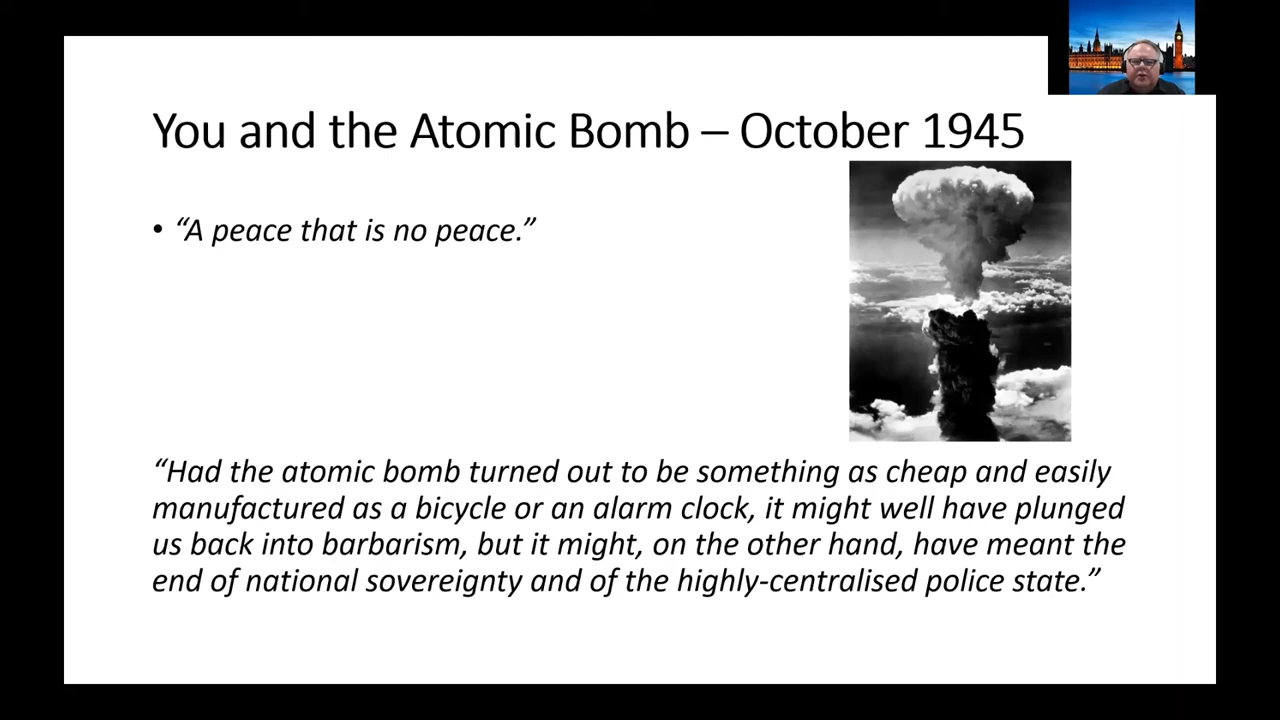 You and the Atomic Bomb – October 1945
• “A peace that is no peace.”
“Had the atomic bomb turned out to be something as cheap and easily
manufactured as a bicycle or an alarm clock, it might well have plunged
us back into barbarism, but it might, on the other hand, have meant the
end of national sovereignty and of the highly-centralised police state.”